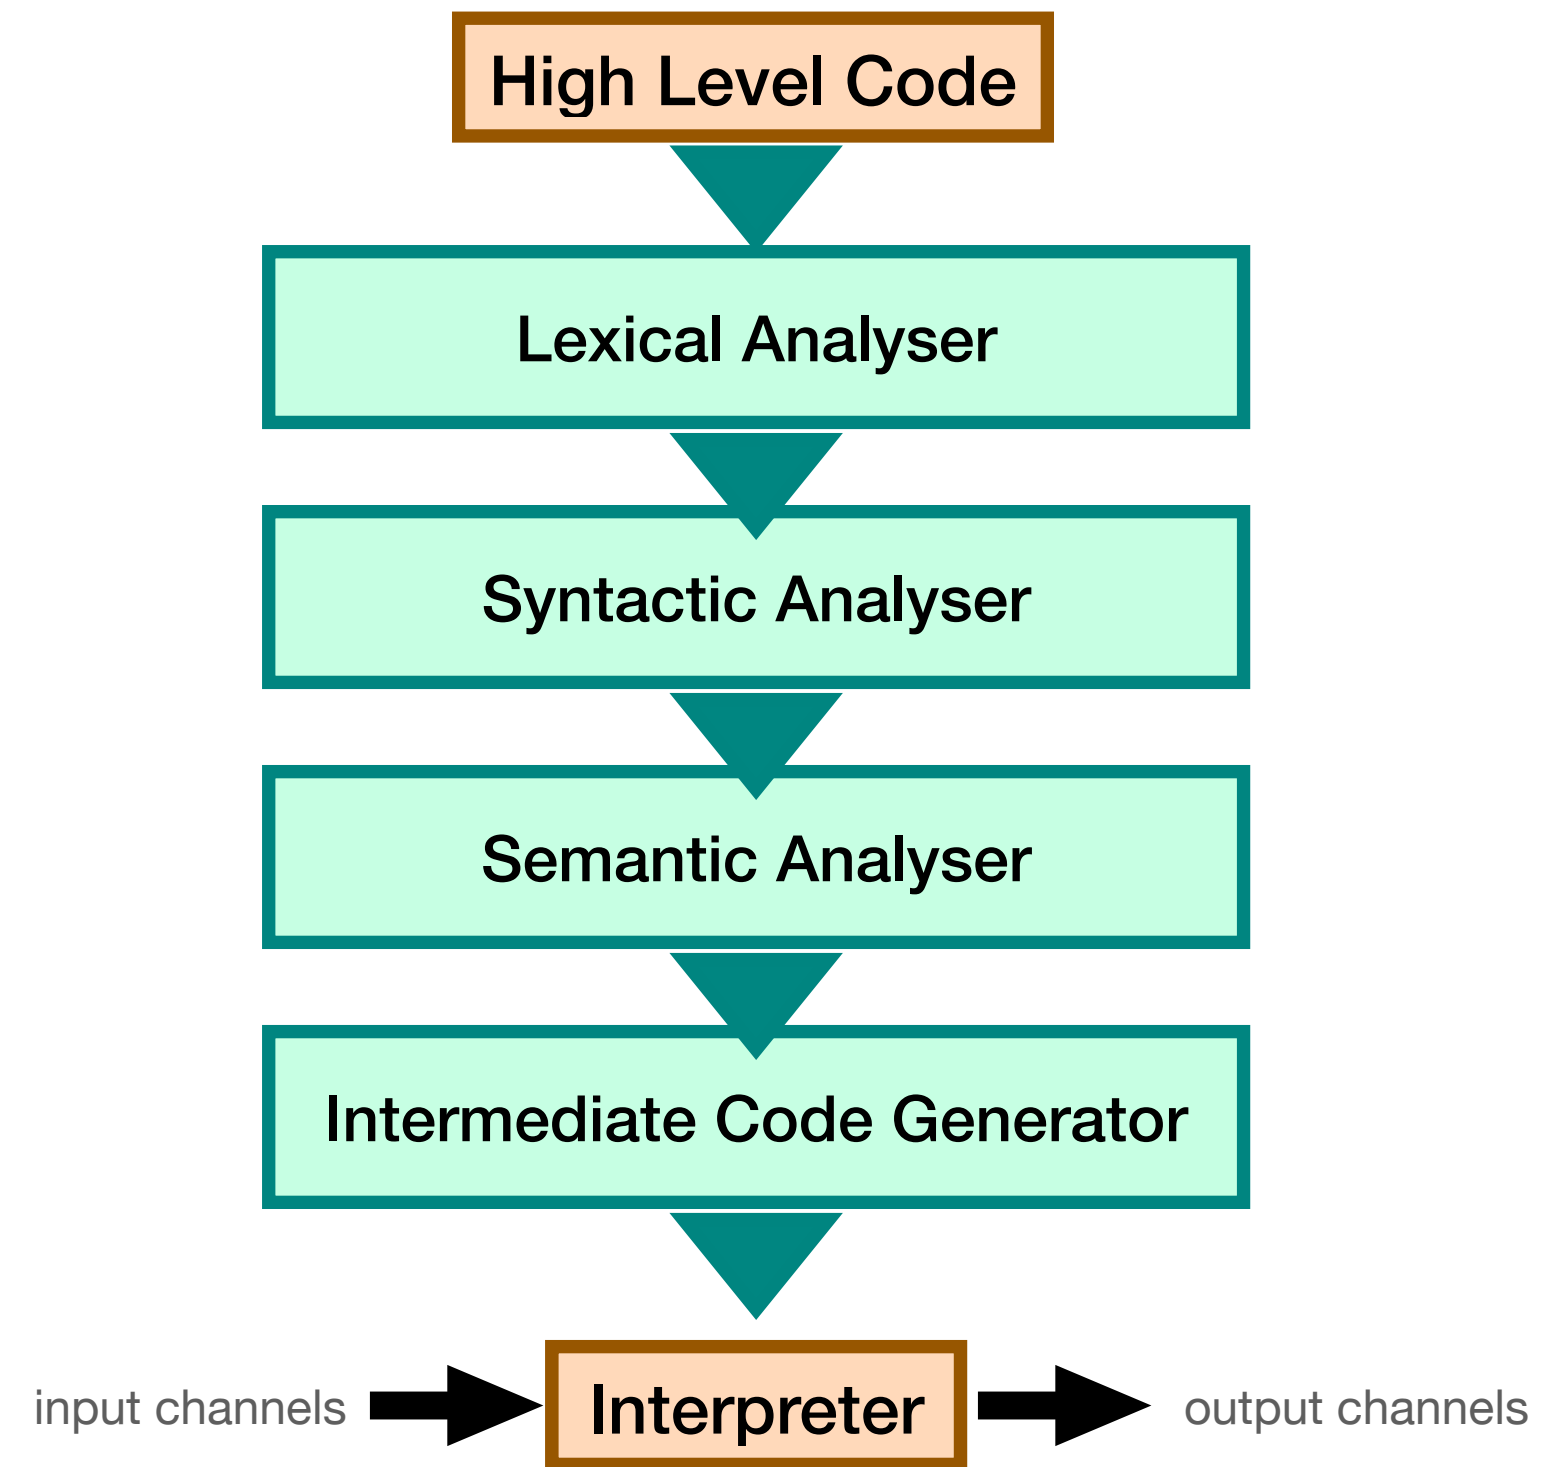 High Level Code
Lexical Analyser
Syntactic Analyser
Semantic Analyser
Intermediate Code Generator
input channels
Interpreter
output channels